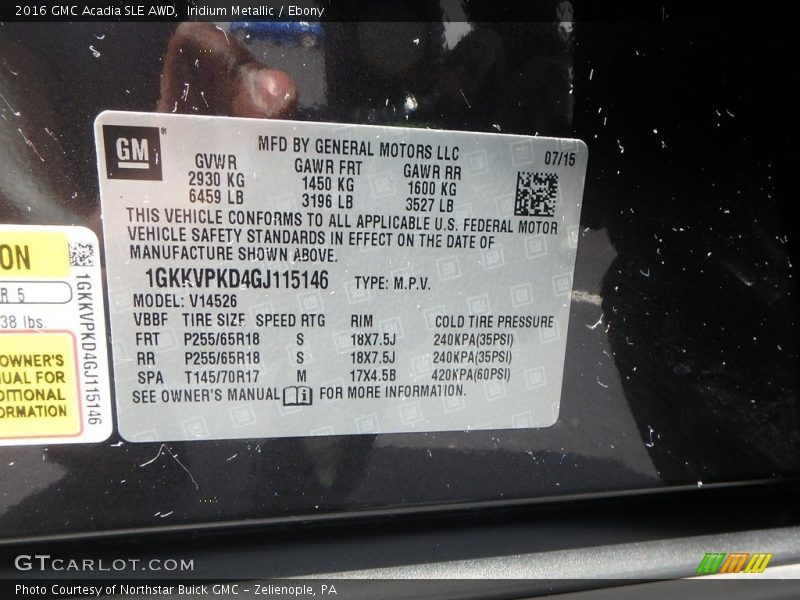 2016 GMC Acadia SLE AWD, Iridium Metallic / Ebony
GM
MFD BY GENERAL MOTORS LLC
07/15
GVWR GAWR FRT GAWR RR
2930 KG 1450 KG 1600 KG
6459 LB 3196 LB 3527 LB
THIS VEHICLE CONFORMS TO ALL APPLICABLE U.S. FEDERAL MOTOR
VEHICLE SAFETY STANDARDS IN EFFECT ON THE DATE OF
MANUFACTURE SHOWN ABOVE.
1GKKVPKD4GJ115146 TYPE: M.P.V.
MODEL: V14526
VBBF TIRE SIZE SPEED RTG RIM COLD TIRE PRESSURE
FRT P255/65R18 S 18X7.5J 240KPA(35PSI)
RR P255/65R18 S 18X7.5J 240KPA(35PSI)
SPA T145/70R17 M 17X4.5B 420KPA(60PSI)
SEE OWNER'S MANUAL FOR MORE INFORMATION.
ON
R 5
38 lbs.
OWNER'S
UAL FOR
DITIONAL
ORMATION
1GKKVPKD4GJ115146
GTCARLOT.COM
Photo Courtesy of Northstar Buick GMC - Zelienople, PA